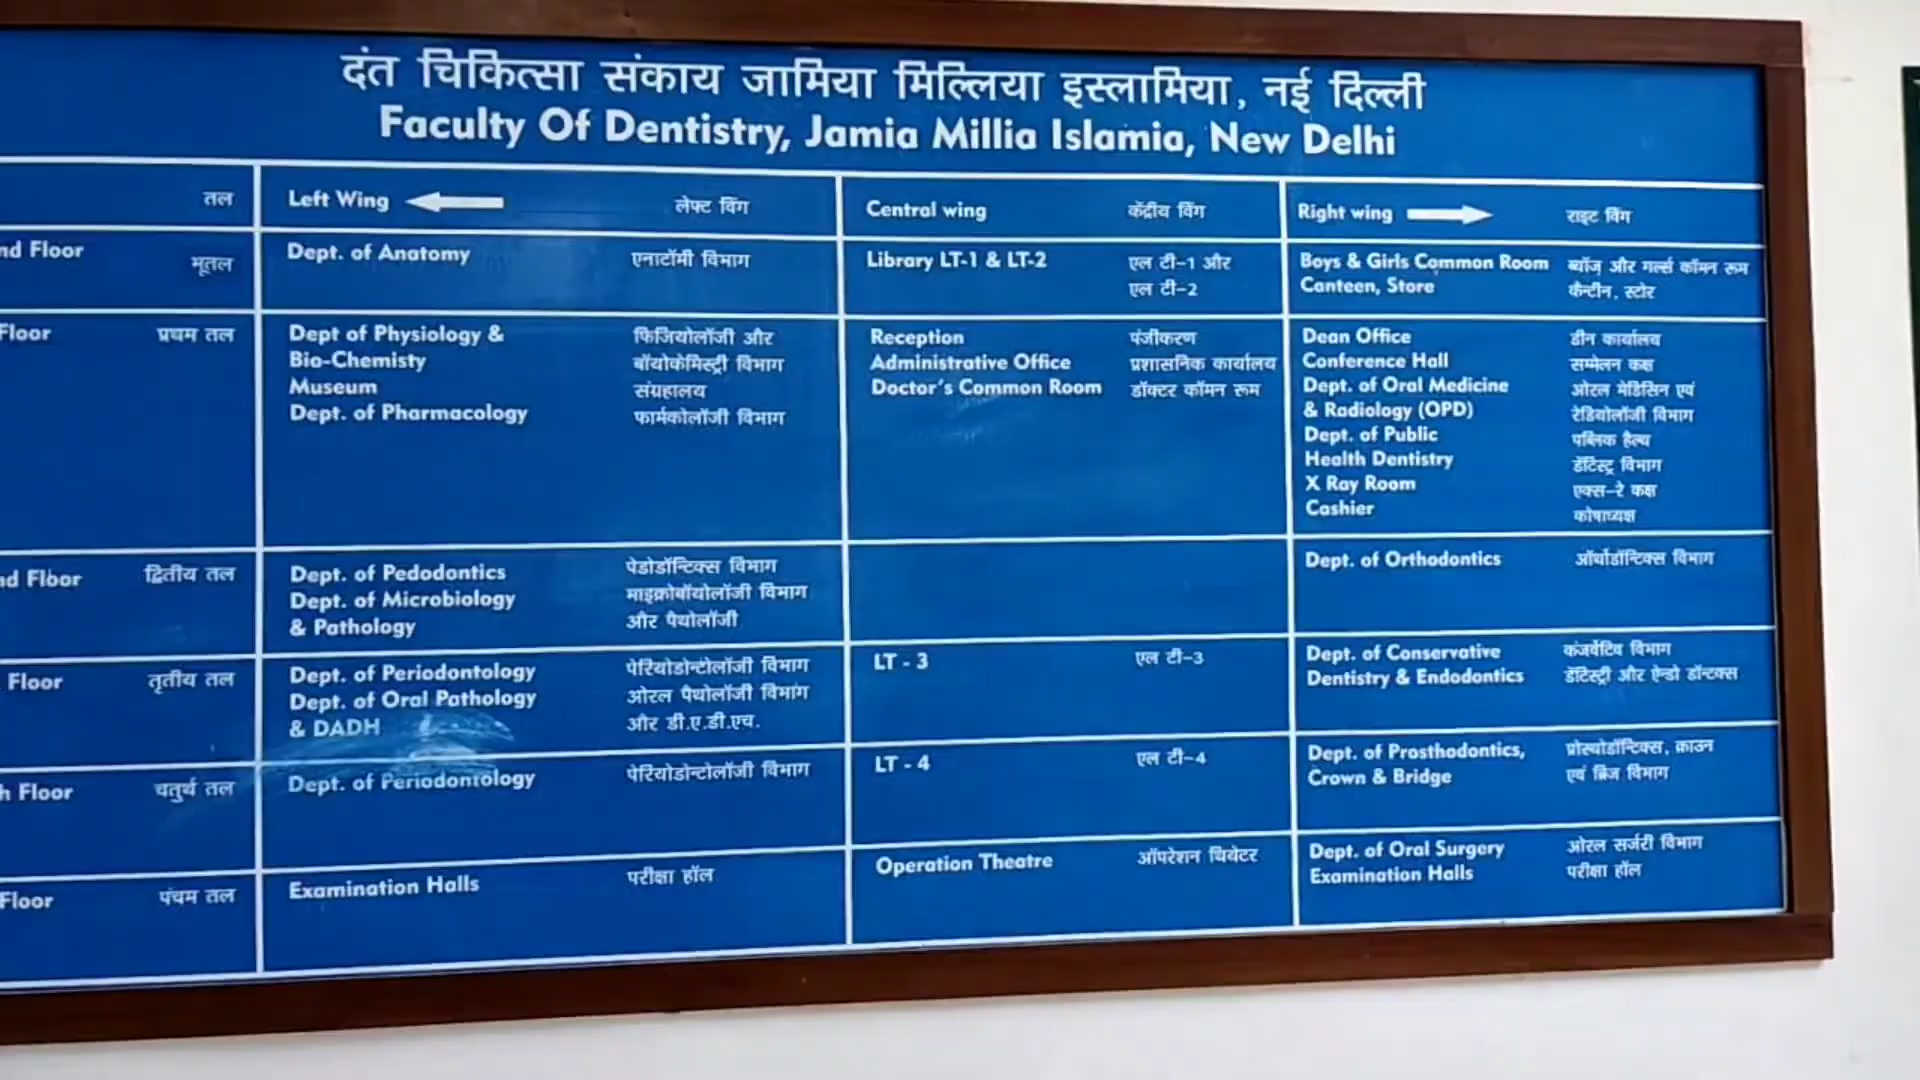 दंत चिकित्सा संकाय जामिया मिल्लिया इस्लामिया, नई दिल्ली
Faculty Of Dentistry, Jamia Millia Islamia, New Delhi
तल
Left Wing
लेफ्ट विंग
Central wing
केंद्रीय विंग
Right wing
राइट विंग
nd Floor
भूतल
Dept. of Anatomy
एनाटॉमी विभाग
Library LT-1 & LT-2
एल टी-1 और
एल टी-2
Boys & Girls Common Room
Canteen, Store
ब्यॉज़ और गर्ल्स कॉमन रूम
कैन्टीन, स्टोर
Floor
प्रथम तल
Dept of Physiology &
Bio-Chemisty
Museum
Dept. of Pharmacology
फिजियोलॉजी और
बॉयोकेमिस्ट्री विभाग
संग्रहालय
फार्मकोलॉजी विभाग
Reception
Administrative Office
Doctor's Common Room
पंजीकरण
प्रशासनिक कार्यालय
डॉक्टर कॉमन रूम
Dean Office
Conference Hall
Dept. of Oral Medicine
& Radiology (OPD)
Dept. of Public
Health Dentistry
X Ray Room
Cashier
डीन कार्यालय
सम्मेलन कक्ष
ओरल मेडिसिन एवं
रेडियोलॉजी विभाग
पब्लिक हैल्थ
डेंटिस्ट्र विभाग
एक्स-रे कक्ष
कोषाध्यक्ष
nd Floor
द्वितीय तल
Dept. of Pedodontics
Dept. of Microbiology
& Pathology
पेडोडॉन्टिक्स विभाग
माइक्रोबॉयोलॉजी विभाग
और पैथोलॉजी
Dept. of Orthodontics
ऑर्थोडॉन्टिक्स विभाग
Floor
तृतीय तल
Dept. of Periodontology
Dept. of Oral Pathology
& DADH
पेरियोडोन्टोलॉजी विभाग
ओरल पैथोलॉजी विभाग
और डी.ए.डी.एच.
LT - 3
एल टी-3
Dept. of Conservative
Dentistry & Endodontics
कंजर्वेटिव विभाग
डेंटिस्ट्री और ऐन्डो डॉन्टक्स
h Floor
चतुर्थ तल
Dept. of Periodontology
पेरियोडोन्टोलॉजी विभाग
LT - 4
एल टी-4
Dept. of Prosthodontics,
Crown & Bridge
प्रोस्थोडॉन्टिक्स, क्राउन
एवं ब्रिज विभाग
Floor
पंचम तल
Examination Halls
परीक्षा हॉल
Operation Theatre
ऑपरेशन थियेटर
Dept. of Oral Surgery
Examination Halls
ओरल सर्जरी विभाग
परीक्षा हॉल